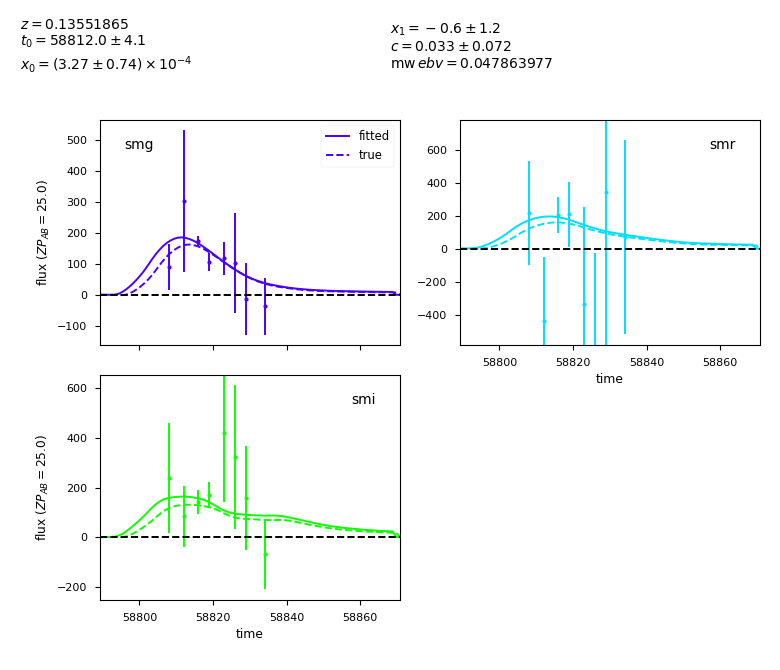 z = 0.13551865
t₀ = 58812.0 ± 4.1
x₀ = (3.27 ± 0.74) × 10⁻⁴
x₁ = −0.6 ± 1.2
c = 0.033 ± 0.072
mw ebv = 0.047863977
smg
fitted
true
500
400
300
200
100
0
−100
flux (ZP_AB = 25.0)
smr
600
400
200
0
−200
−400
58800
58820
58840
58860
time
smi
600
400
200
0
−200
flux (ZP_AB = 25.0)
58800
58820
58840
58860
time